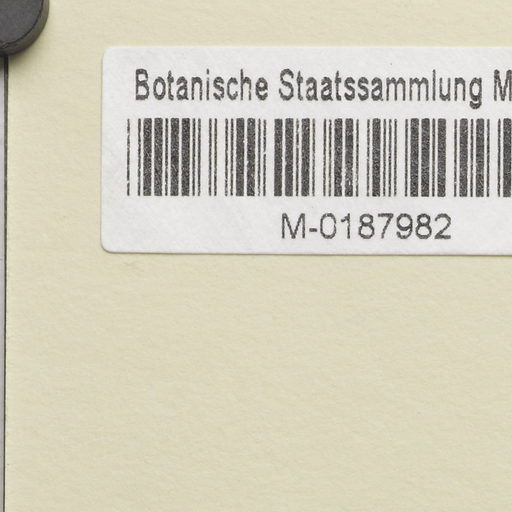 Botanische Staatssammlung M
M-0187982